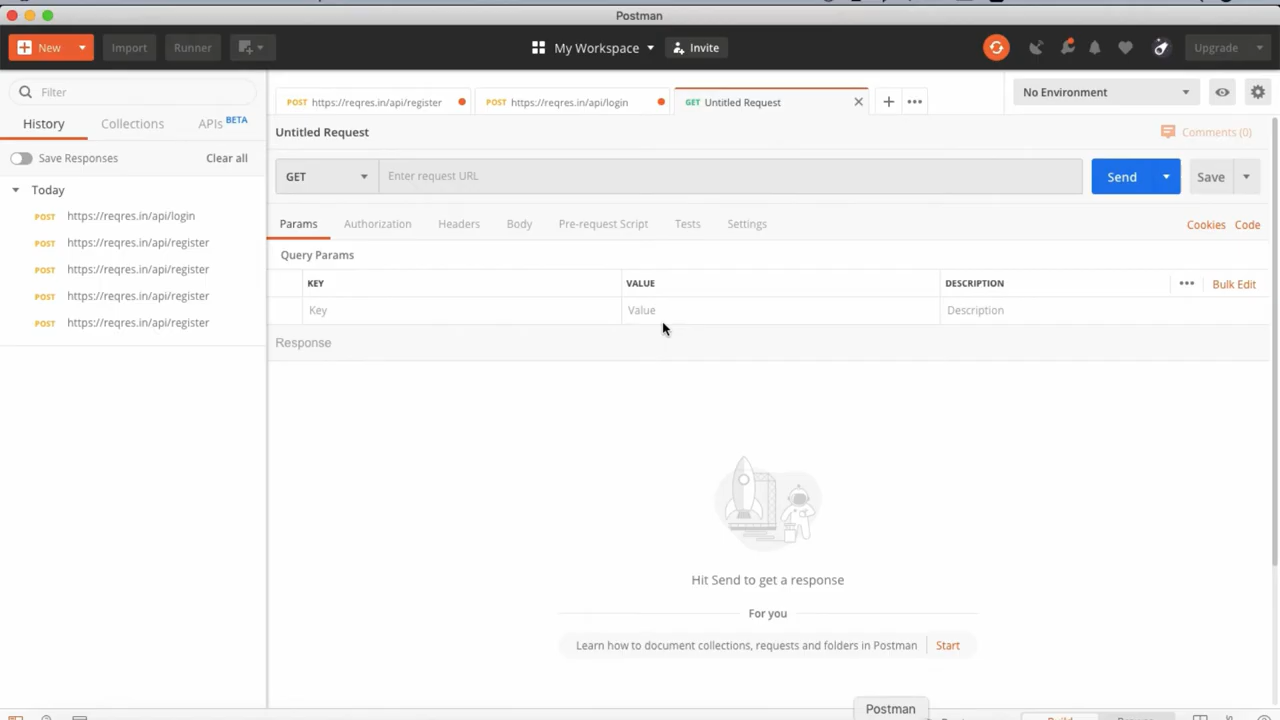 Postman
New
Import
Runner
My Workspace
Invite
Upgrade
Filter
History
Collections
APIs BETA
Save Responses
Clear all
Today
POST https://reqres.in/api/login
POST https://reqres.in/api/register
POST https://reqres.in/api/register
POST https://reqres.in/api/register
POST https://reqres.in/api/register
POST https://reqres.in/api/register
POST https://reqres.in/api/login
GET Untitled Request
No Environment
Untitled Request
Comments (0)
GET
Enter request URL
Send
Save
Params
Authorization
Headers
Body
Pre-request Script
Tests
Settings
Cookies
Code
Query Params
KEY
VALUE
DESCRIPTION
Bulk Edit
Key
Value
Description
Response
Hit Send to get a response
For you
Learn how to document collections, requests and folders in Postman
Start
Postman